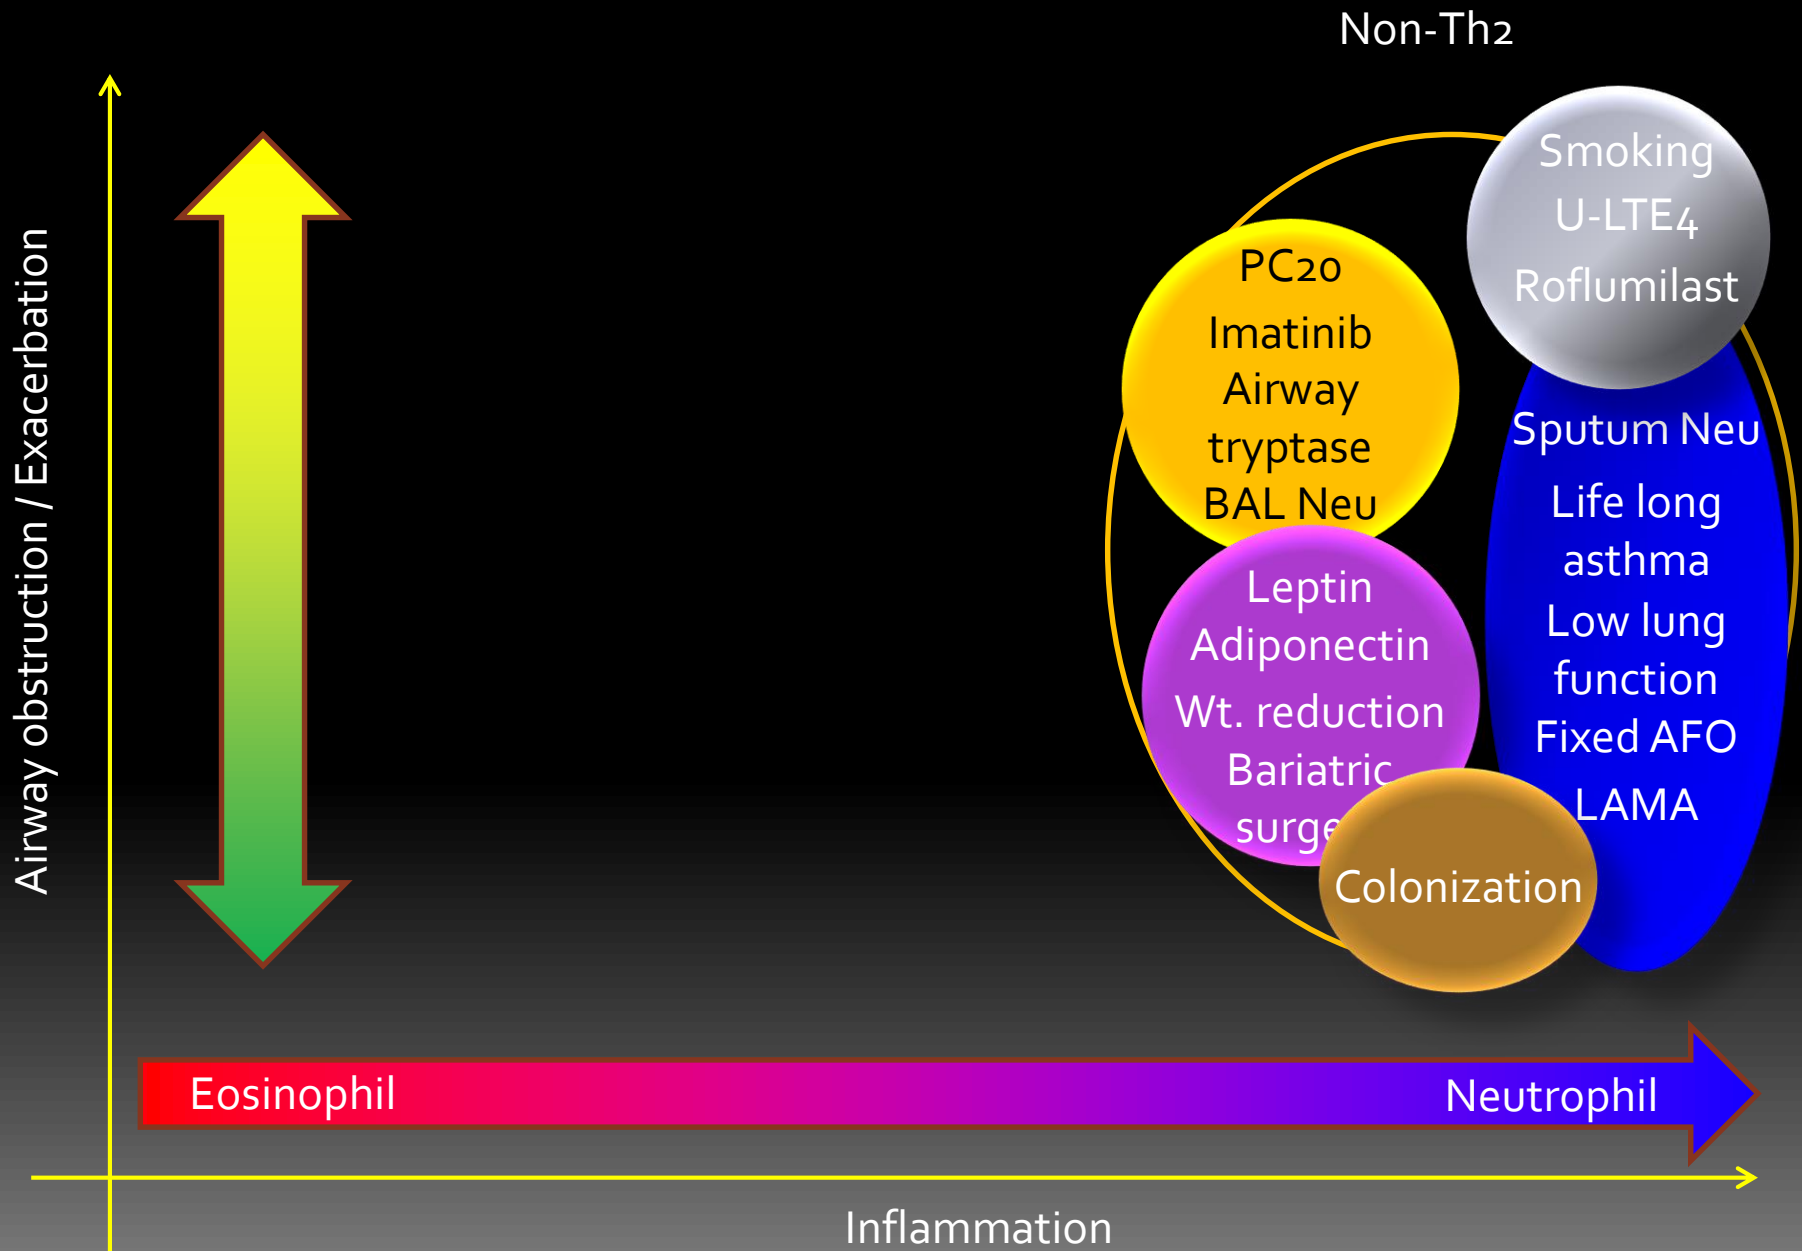 Non-Th2
Airway obstruction / Exacerbation
Smoking
U-LTE4
Roflumilast
PC20
Imatinib
Airway
tryptase
BAL Neu
Leptin
Adiponectin
Wt. reduction
Bariatric
surge
Sputum Neu
Life long
asthma
Low lung
function
Fixed AFO
LAMA
Colonization
Eosinophil
Neutrophil
Inflammation